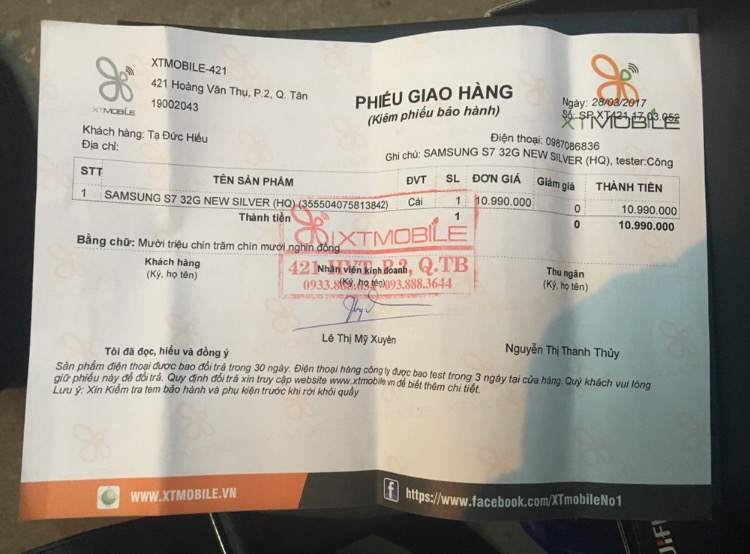 XTMOBILE
XTMOBILE-421
421 Hoàng Văn Thụ, P.2, Q. Tân
19002043
PHIẾU GIAO HÀNG
(Kiêm phiếu bảo hành)
XTMOBILE
Ngày: 28/03/2017
Số: SP.XT421.17.03.052
Khách hàng: Tạ Đức Hiếu
Điện thoại: 0987086836
Địa chỉ:
Ghi chú: SAMSUNG S7 32G NEW SILVER (HQ), tester:Công
STT TÊN SẢN PHẨM ĐVT SL ĐƠN GIÁ Giảm giá THÀNH TIỀN
1 SAMSUNG S7 32G NEW SILVER (HQ) (355504075813842) Cái 1 10.990.000 0 10.990.000
Thành tiền 1 0 10.990.000
Bằng chữ: Mười triệu chín trăm chín mươi nghìn đồng
XTMOBILE
421 HVT, P.2, Q.TB
093.888.3644
Khách hàng Nhân viên kinh doanh Thu ngân
(Ký, họ tên) (Ký, họ tên) (Ký, họ tên)
Lê Thị Mỹ Xuyên Nguyễn Thị Thanh Thủy
Tôi đã đọc, hiểu và đồng ý
Sản phẩm điện thoại được bao đổi trả trong 30 ngày. Điện thoại hàng công ty được bao test trong 3 ngày tại cửa hàng. Quý khách vui lòng
giữ phiếu này để đổi trả. Quy định đổi trả xin truy cập website www.xtmobile.vn để biết thêm chi tiết.
Lưu ý: Xin Kiểm tra tem bảo hành và phụ kiện trước khi rời khỏi quầy
WWW.XTMOBILE.VN
f https://www.facebook.com/XTmobileNo1